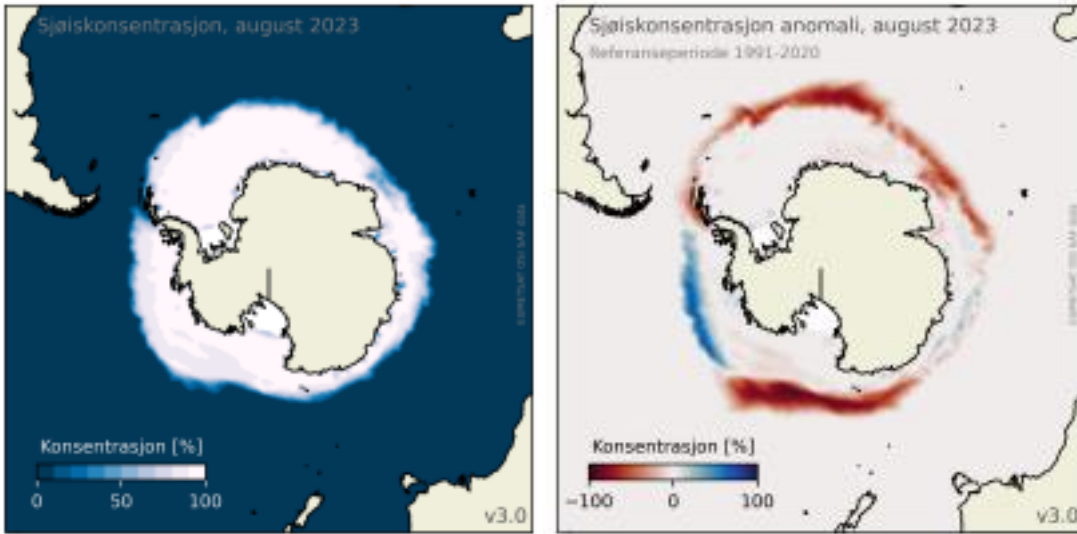 Sjøiskonsentrasjon, august 2023
Konsentrasjon [%]
0 50 100
v3.0
Sjøiskonsentrasjon anomali, august 2023
Referanseperiode 1991-2020
Konsentrasjon [%]
−100 0 100
v3.0